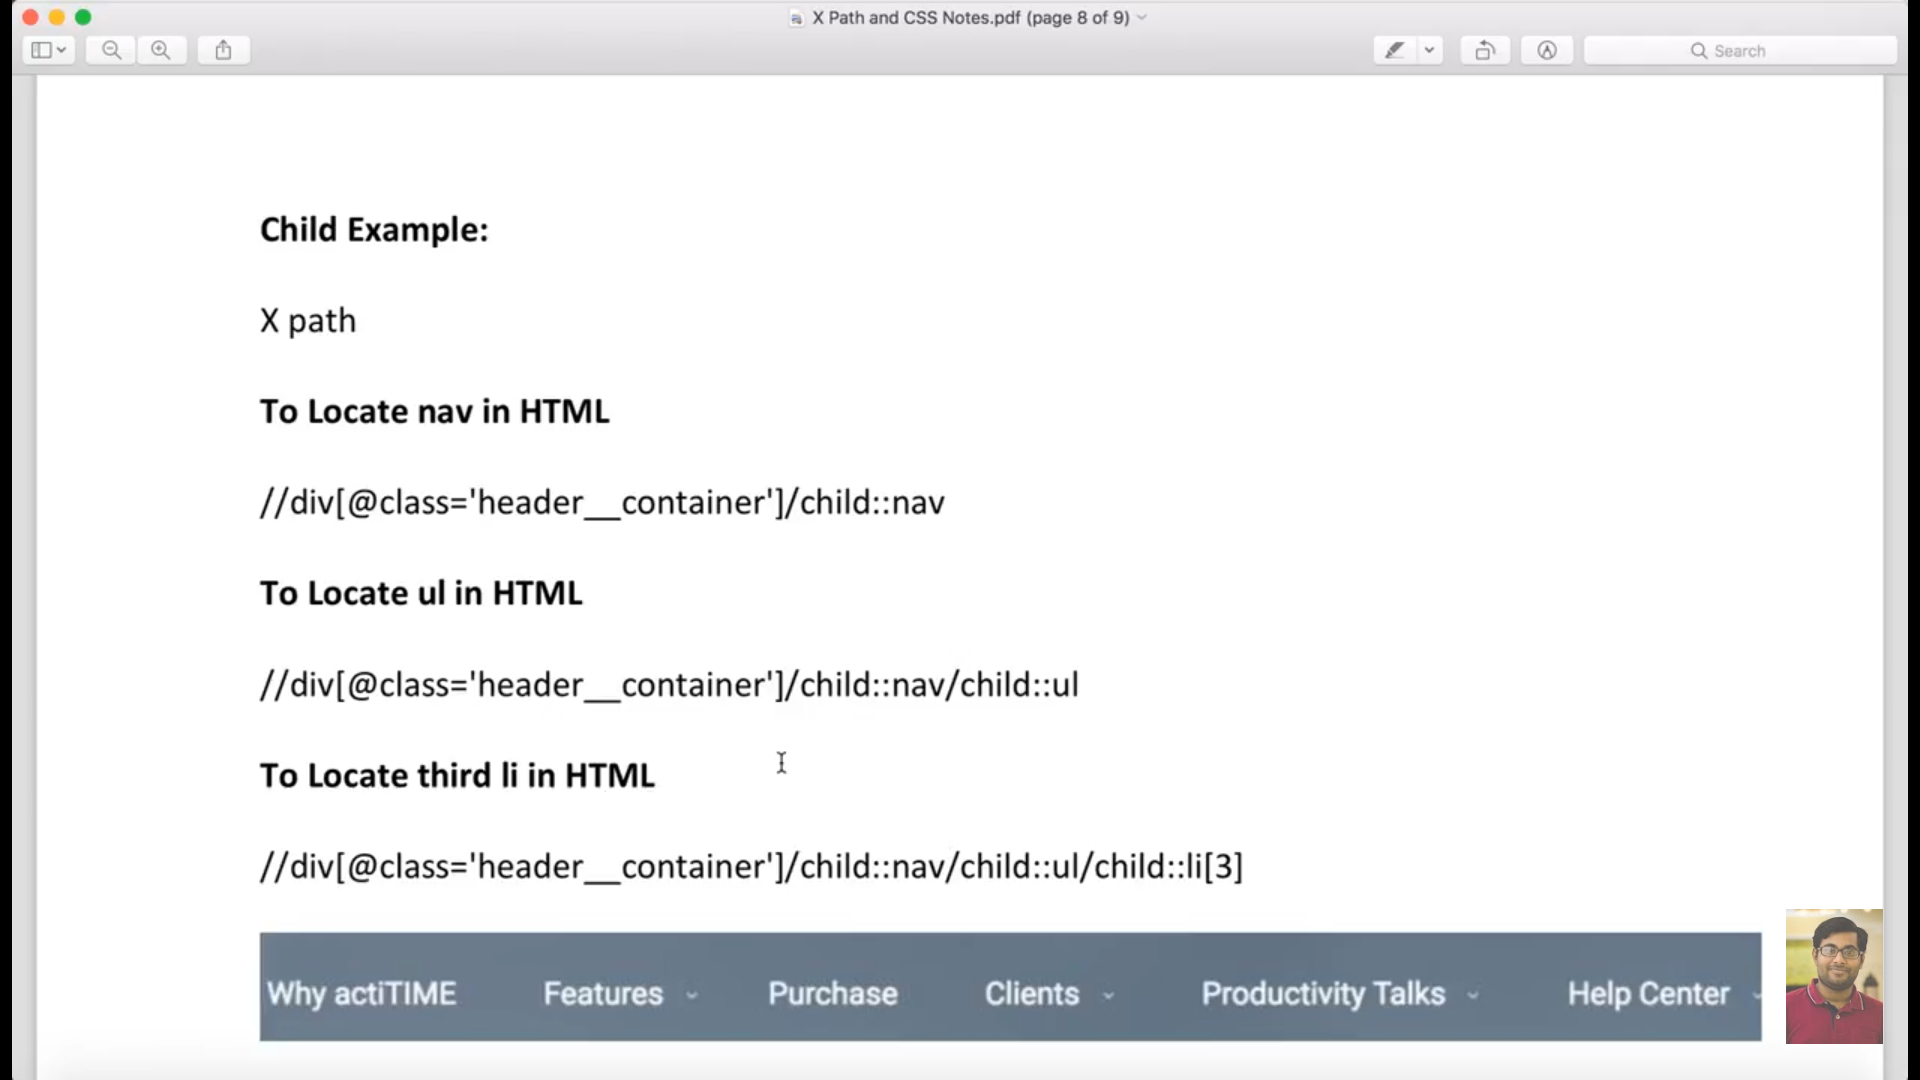 X Path and CSS Notes.pdf (page 8 of 9)
Search
Child Example:
X path
To Locate nav in HTML
//div[@class='header__container']/child::nav
To Locate ul in HTML
//div[@class='header__container']/child::nav/child::ul
To Locate third li in HTML
//div[@class='header__container']/child::nav/child::ul/child::li[3]
Why actiTIME Features Purchase Clients Productivity Talks Help Center